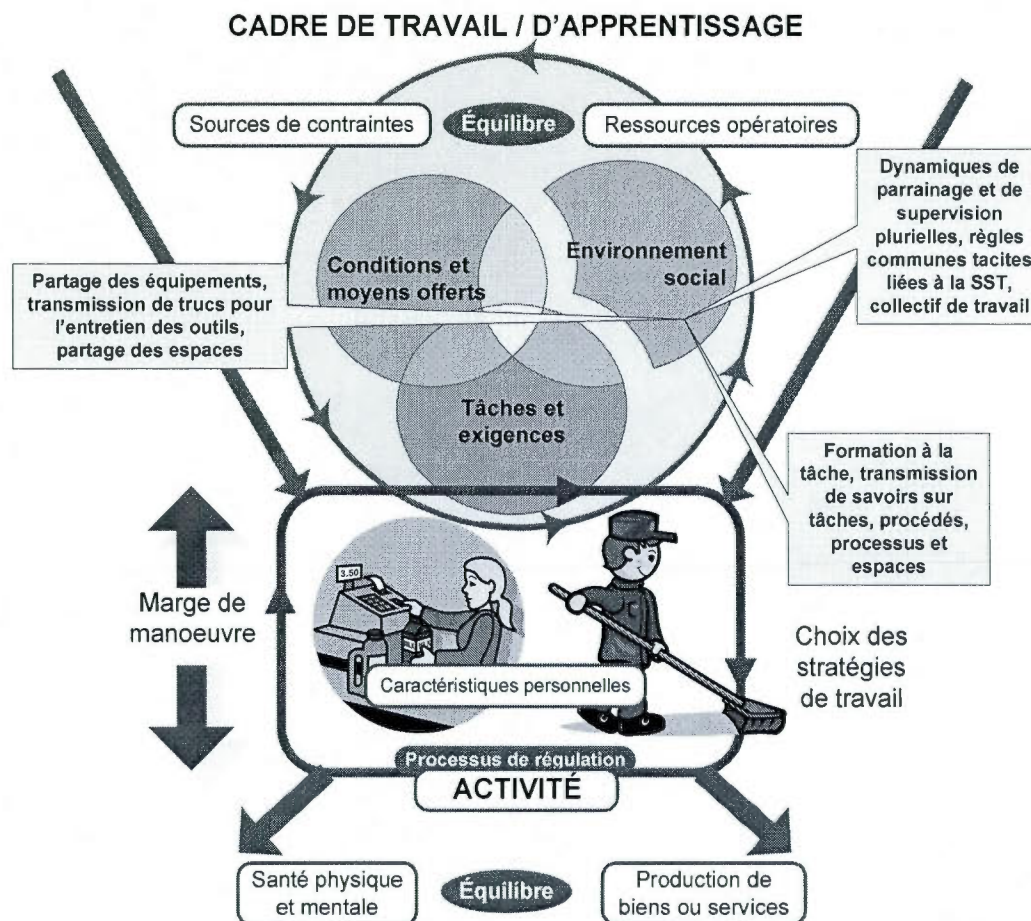 CADRE DE TRAVAIL / D'APPRENTISSAGE
Sources de contraintes
Équilibre
Ressources opératoires
Dynamiques de
parrainage et de
supervision
plurielles, règles
communes tacites
liées à la SST,
collectif de travail
Conditions et
moyens offerts
Environnement
social
Partage des équipements,
transmission de trucs pour
l'entretien des outils,
partage des espaces
Tâches et
exigences
Formation à la
tâche, transmission
de savoirs sur
tâches, procédés,
processus et
espaces
Marge de
manoeuvre
3.50
Caractéristiques personnelles
Choix des
stratégies
de travail
Processus de régulation
ACTIVITÉ
Santé physique
et mentale
Équilibre
Production de
biens ou services